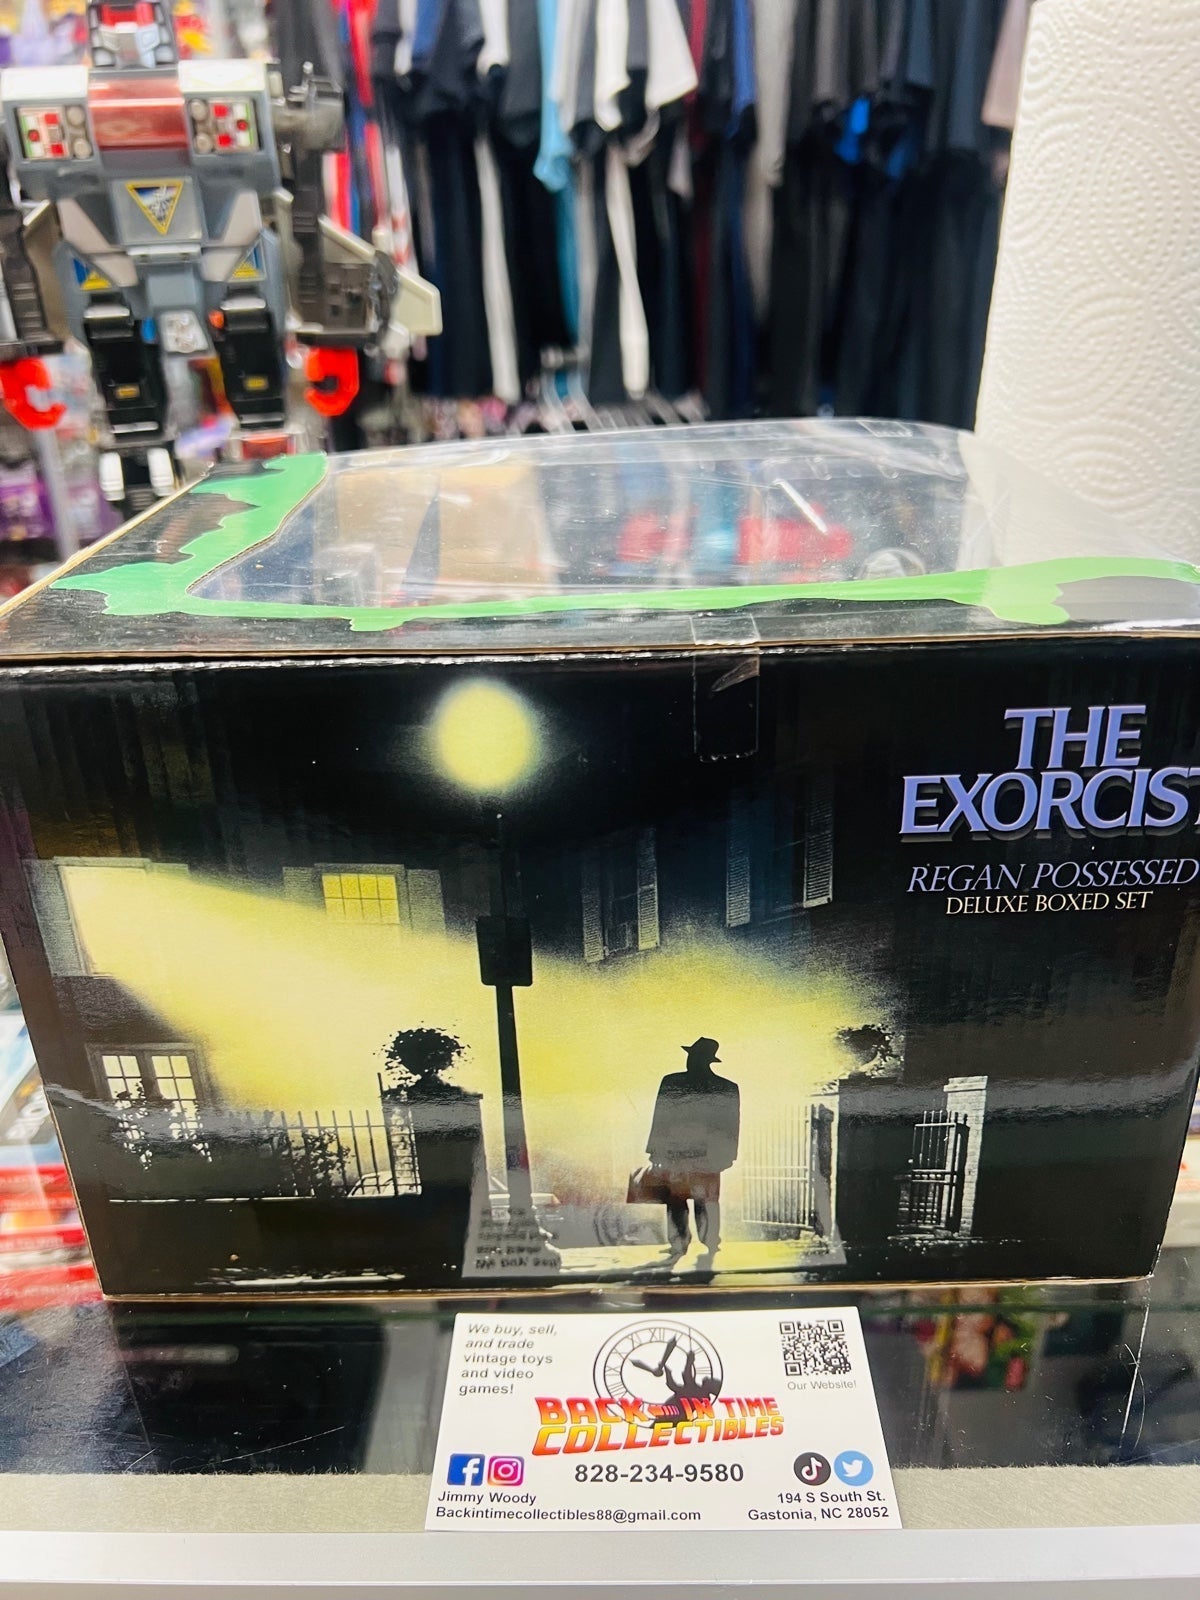 THE
EXORCIST
REGAN POSSESSED
DELUXE BOXED SET
We buy, sell,
and trade
vintage toys
and video
games!
BACK IN TIME
COLLECTIBLES
Our Website!
828-234-9580
Jimmy Woody
Backintimecollectibles88@gmail.com
194 S South St.
Gastonia, NC 28052